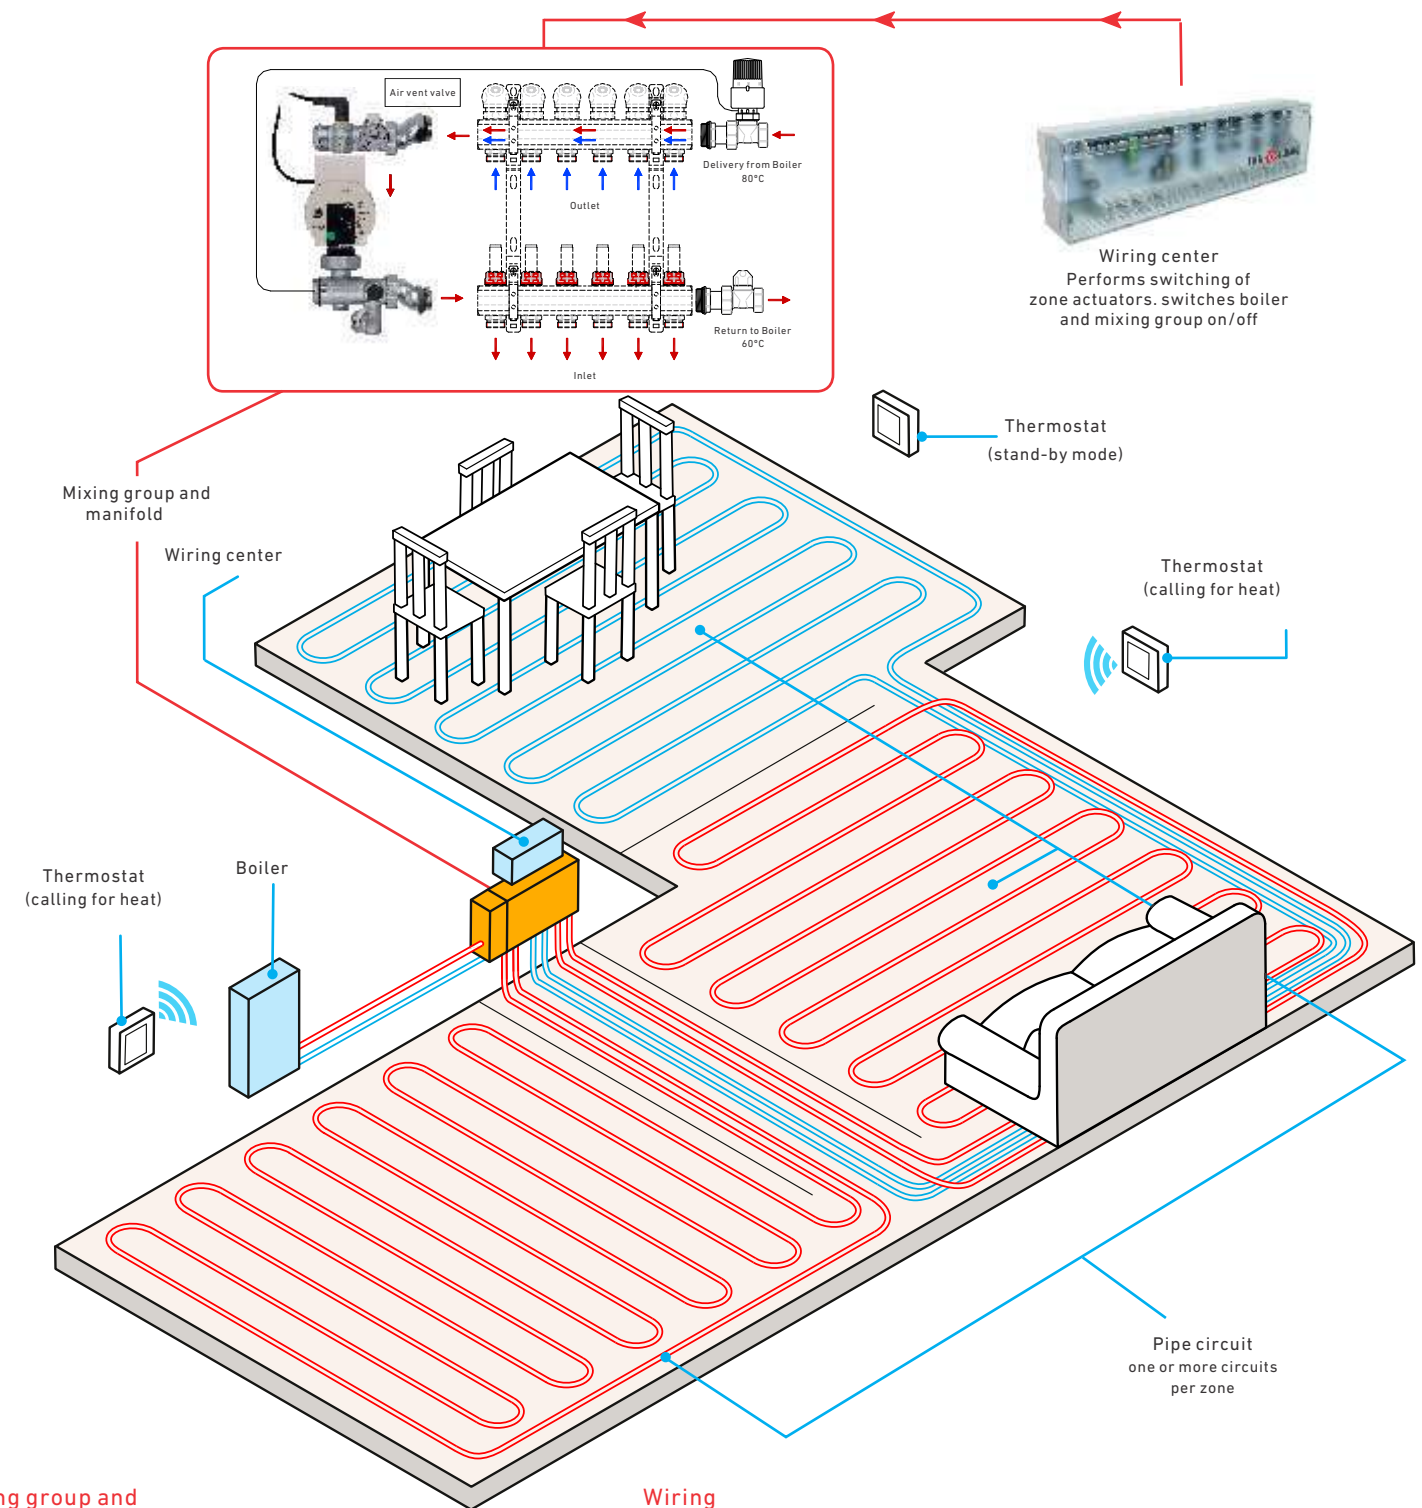 Air vent valve
Delivery from Boiler
80°C
Outlet
Return to Boiler
60°C
Inlet
Wiring center
Performs switching of
zone actuators. switches boiler
and mixing group on/off
Thermostat
(stand-by mode)
Mixing group and
manifold
Wiring center
Thermostat
(calling for heat)
Boiler
Thermostat
(calling for heat)
Pipe circuit
one or more circuits
per zone
group and
Wiring